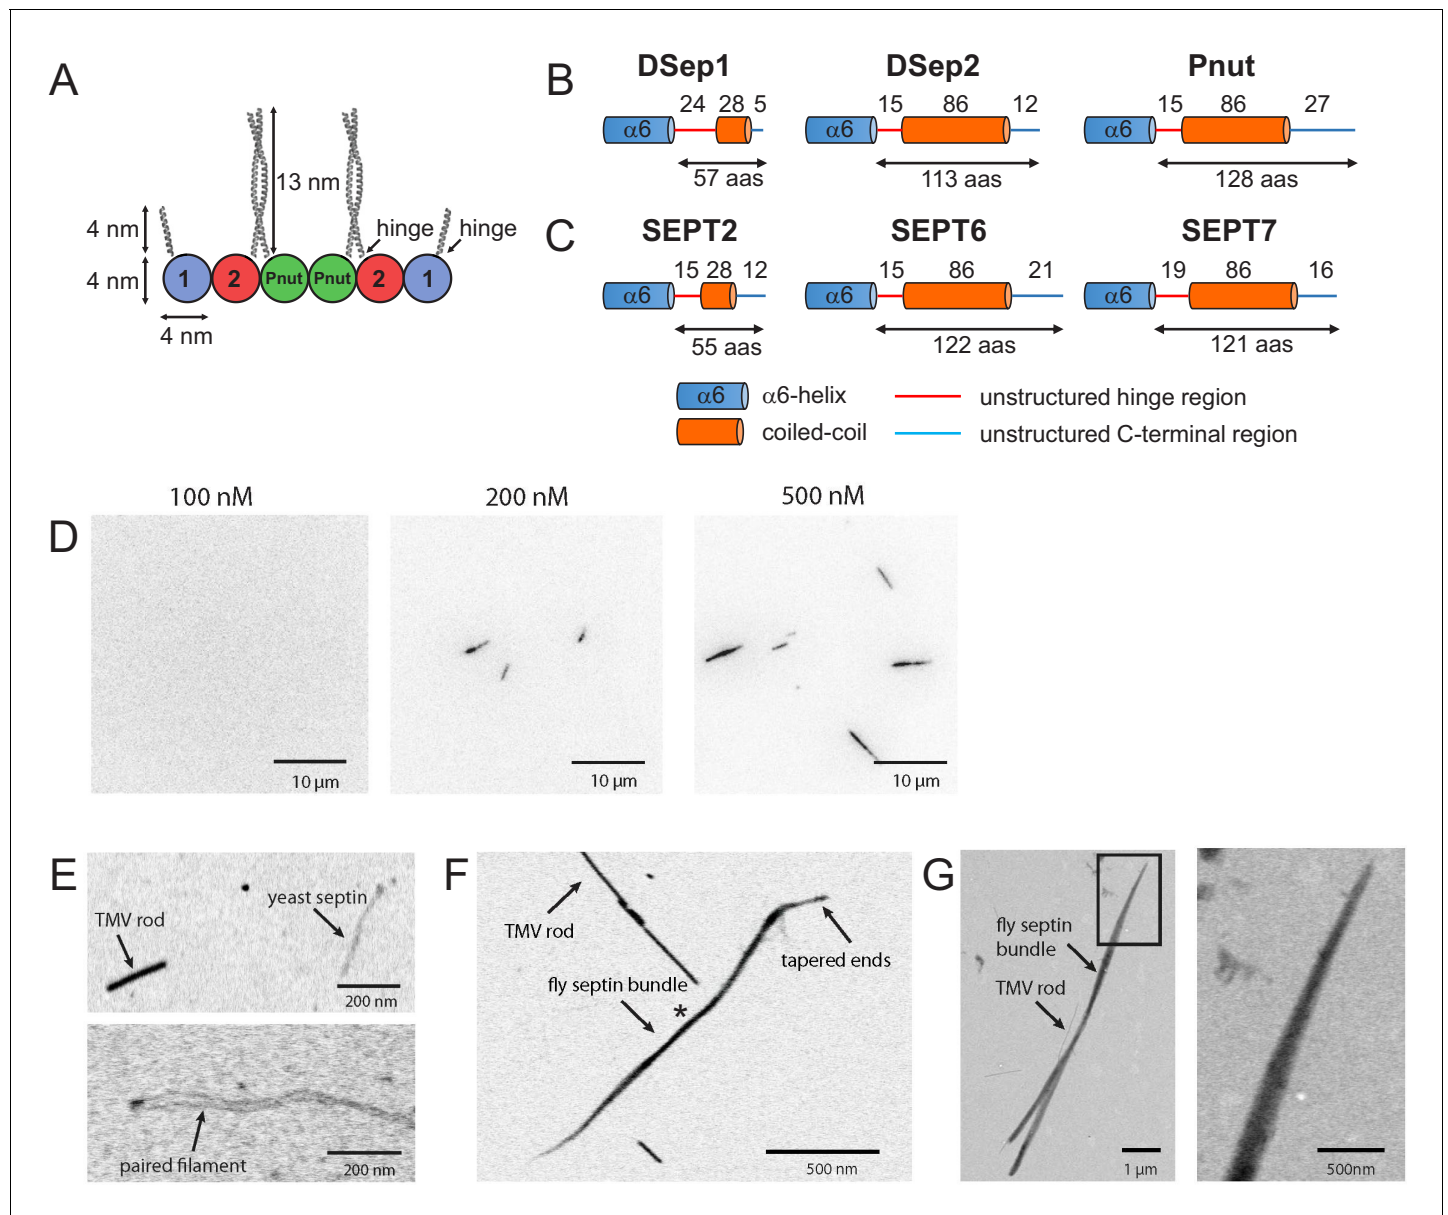 A
13 nm
4 nm
hinge
hinge
4 nm
1 2 Pnut Pnut 2 1
4 nm
B
DSep1 DSep2 Pnut
24 28 5 15 86 12 15 86 27
α6 α6 α6
57 aas 113 aas 128 aas
C
SEPT2 SEPT6 SEPT7
15 28 12 15 86 21 19 86 16
α6 α6 α6
55 aas 122 aas 121 aas
α6 α6-helix unstructured hinge region
coiled-coil unstructured C-terminal region
100 nM 200 nM 500 nM
D
10 µm 10 µm 10 µm
E
yeast septin
TMV rod
200 nm
paired filament
200 nm
F
TMV rod
tapered ends
fly septin bundle
*
500 nm
G
fly septin
bundle
TMV rod
1 µm
500nm